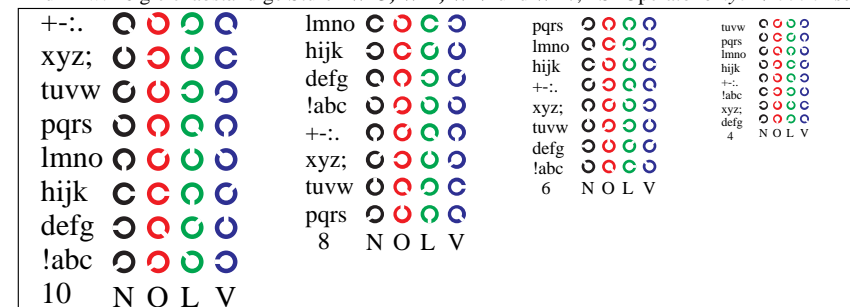 +-:.
xyz;
tuvw
pqrs
lmno
hijk
defg
!abc
10 N O L V
lmno
hijk
defg
!abc
+-:.
xyz;
tuvw
pqrs
8 N O L V
pqrs
lmno
hijk
+-:.
xyz;
tuvw
defg
!abc
6 N O L V
tuvw
pqrs
lmno
hijk
+-:.
!abc
xyz;
defg
4 N O L V